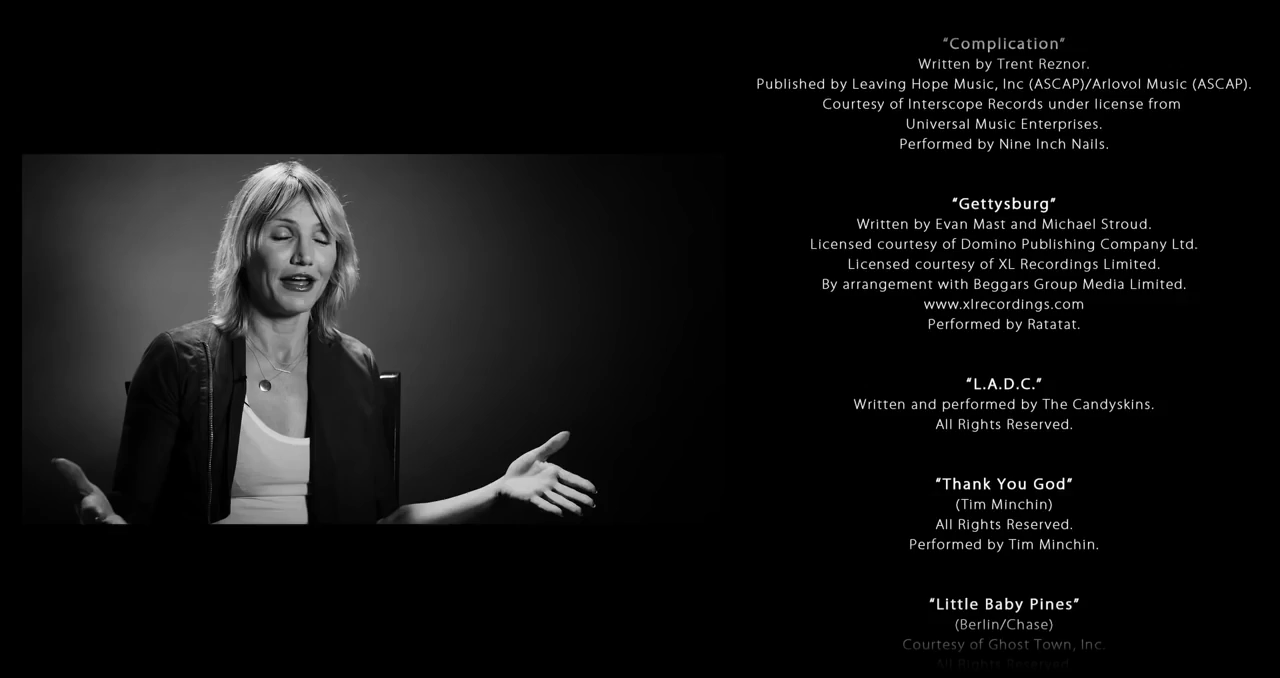 “Complication”
Written by Trent Reznor.
Published by Leaving Hope Music, Inc (ASCAP)/Arlovol Music (ASCAP).
Courtesy of Interscope Records under license from
Universal Music Enterprises.
Performed by Nine Inch Nails.
“Gettysburg”
Written by Evan Mast and Michael Stroud.
Licensed courtesy of Domino Publishing Company Ltd.
Licensed courtesy of XL Recordings Limited.
By arrangement with Beggars Group Media Limited.
www.xlrecordings.com
Performed by Ratatat.
“L.A.D.C.”
Written and performed by The Candyskins.
All Rights Reserved.
“Thank You God”
(Tim Minchin)
All Rights Reserved.
Performed by Tim Minchin.
“Little Baby Pines”
(Berlin/Chase)
Courtesy of Ghost Town, Inc.
All Rights Reserved.